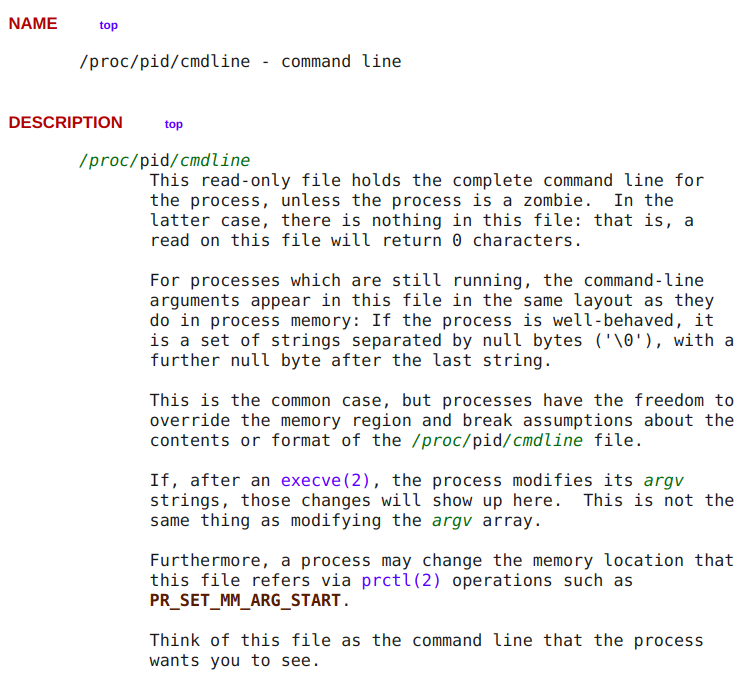 NAME top
/proc/pid/cmdline - command line
DESCRIPTION top
/proc/pid/cmdline
This read-only file holds the complete command line for
the process, unless the process is a zombie.  In the
latter case, there is nothing in this file: that is, a
read on this file will return 0 characters.
For processes which are still running, the command-line
arguments appear in this file in the same layout as they
do in process memory: If the process is well-behaved, it
is a set of strings separated by null bytes ('\0'), with a
further null byte after the last string.
This is the common case, but processes have the freedom to
override the memory region and break assumptions about the
contents or format of the /proc/pid/cmdline file.
If, after an execve(2), the process modifies its argv
strings, those changes will show up here.  This is not the
same thing as modifying the argv array.
Furthermore, a process may change the memory location that
this file refers via prctl(2) operations such as
PR_SET_MM_ARG_START.
Think of this file as the command line that the process
wants you to see.